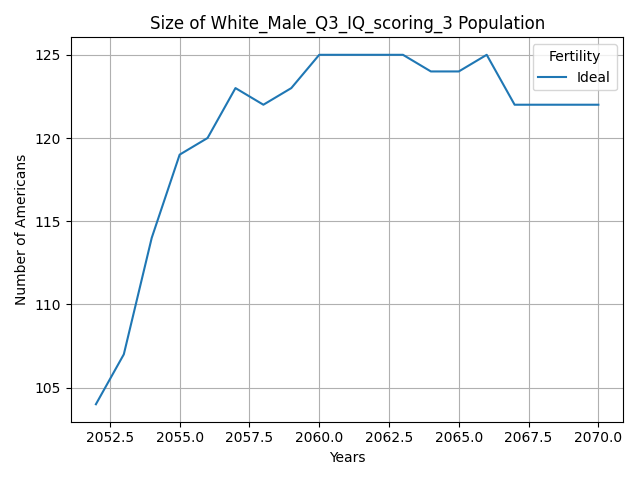 Size of White_Male_Q3_IQ_scoring_3 Population
Fertility
Ideal
Number of Americans
125
120
115
110
105
2052.5 2055.0 2057.5 2060.0 2062.5 2065.0 2067.5 2070.0
Years